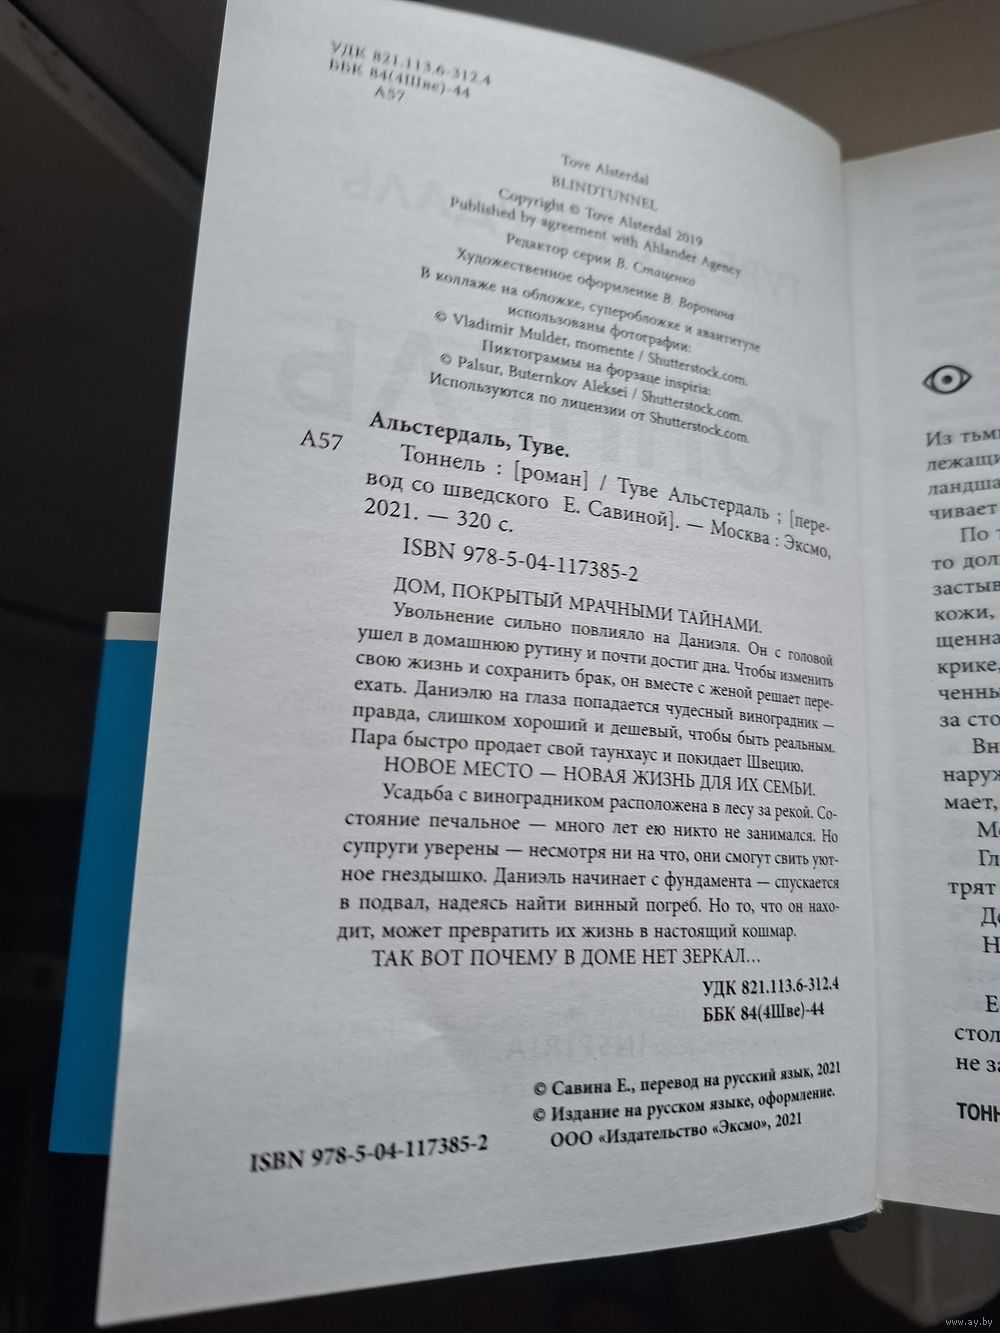 УДК 821.113.6-312.4
ББК 84(4Шве)-44
А57
Tove Alsterdal
BLINDTUNNEL
Copyright © Tove Alsterdal 2019
Published by agreement with Ahlander Agency
Редактор серии В. Стаценко
Художественное оформление В. Воронина
В коллаже на обложке, суперобложке и авантитуле
использованы фотографии:
© Vladimir Mulder, momente / Shutterstock.com.
Пиктограммы на форзаце inspiria:
© Palsur, Buternkov Aleksei / Shutterstock.com.
Используются по лицензии от Shutterstock.com.
Альстердаль, Туве.
А57
Тоннель : [роман] / Туве Альстердаль ; [пере-
вод со шведского Е. Савиной]. — Москва : Эксмо,
2021. — 320 с.
ISBN 978-5-04-117385-2
ДОМ, ПОКРЫТЫЙ МРАЧНЫМИ ТАЙНАМИ.
Увольнение сильно повлияло на Даниэля. Он с головой
ушел в домашнюю рутину и почти достиг дна. Чтобы изменить
свою жизнь и сохранить брак, он вместе с женой решает пере-
ехать. Даниэлю на глаза попадается чудесный виноградник —
правда, слишком хороший и дешевый, чтобы быть реальным.
Пара быстро продает свой таунхаус и покидает Швецию.
НОВОЕ МЕСТО — НОВАЯ ЖИЗНЬ ДЛЯ ИХ СЕМЬИ.
Усадьба с виноградником расположена в лесу за рекой. Со-
стояние печальное — много лет ею никто не занимался. Но
супруги уверены — несмотря ни на что, они смогут свить уют-
ное гнездышко. Даниэль начинает с фундамента — спускается
в подвал, надеясь найти винный погреб. Но то, что он нахо-
дит, может превратить их жизнь в настоящий кошмар.
ТАК ВОТ ПОЧЕМУ В ДОМЕ НЕТ ЗЕРКАЛ...
УДК 821.113.6-312.4
ББК 84(4Шве)-44
© Савина Е., перевод на русский язык, 2021
© Издание на русском языке, оформление.
ООО «Издательство «Эксмо», 2021
ISBN 978-5-04-117385-2
Из тьм
лежащи
ландша
чивает
По т
то дол
застыв
кожи,
щенна
крике,
ченны
за сто
Вн
наруж
мает,
М
Гл
трят
Д
Н
Е
стол
не за
ТОНН
www.ay.by